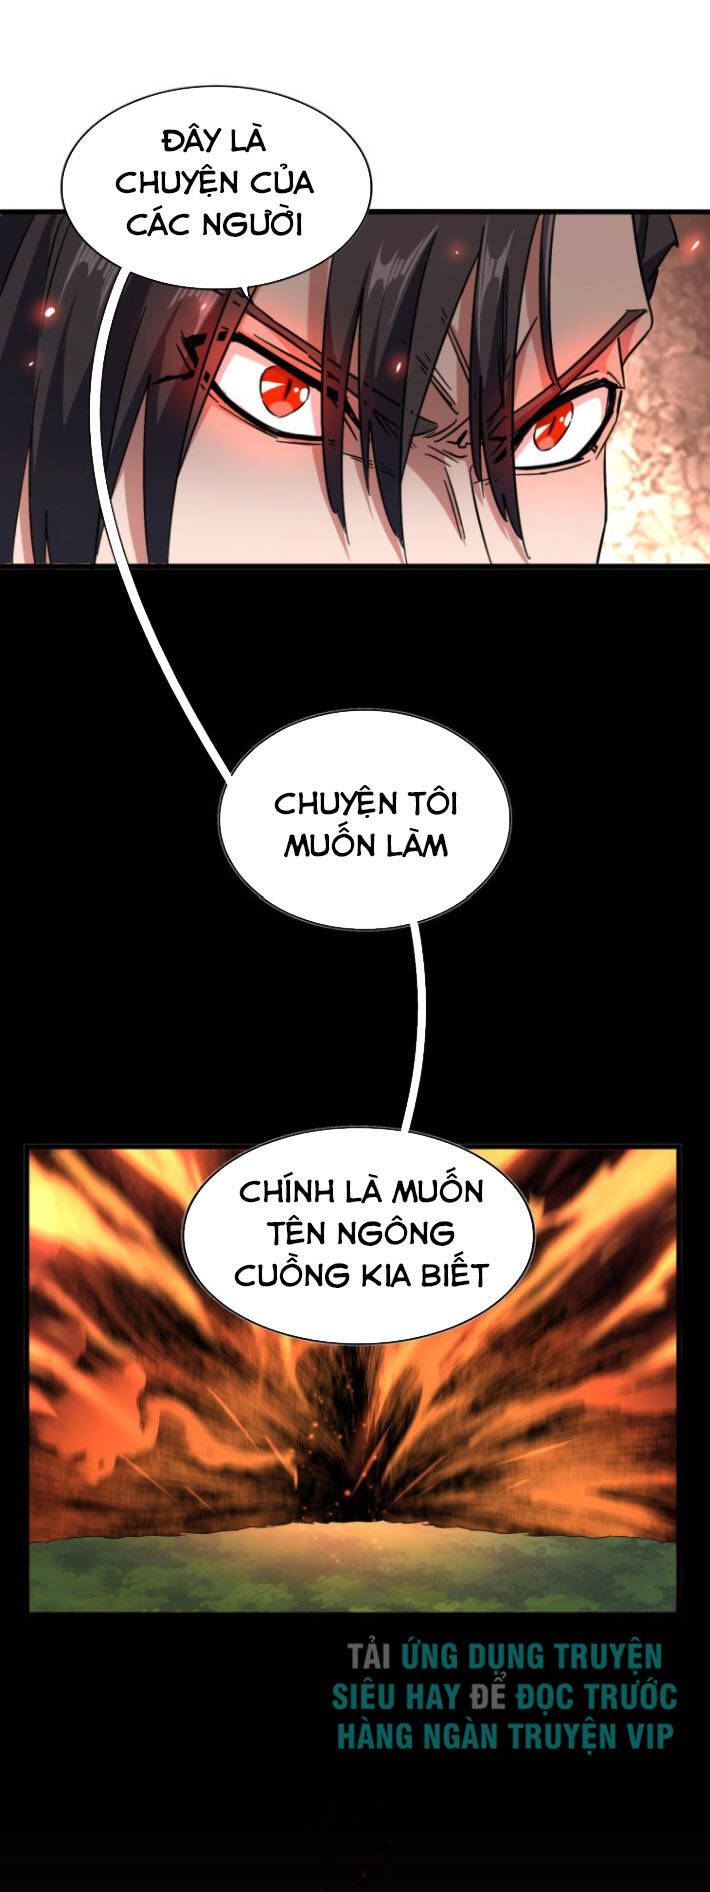 ĐÂY LÀ
CHUYỆN CỦA
CÁC NGƯỜI
CHUYỆN TÔI
MUỐN LÀM
CHÍNH LÀ MUỐN
TÊN NGÔNG
CUỒNG KIA BIẾT
TẢI ỨNG DỤNG TRUYỆN
SIÊU HAY ĐỂ ĐỌC TRƯỚC
HÀNG NGÀN TRUYỆN VIP